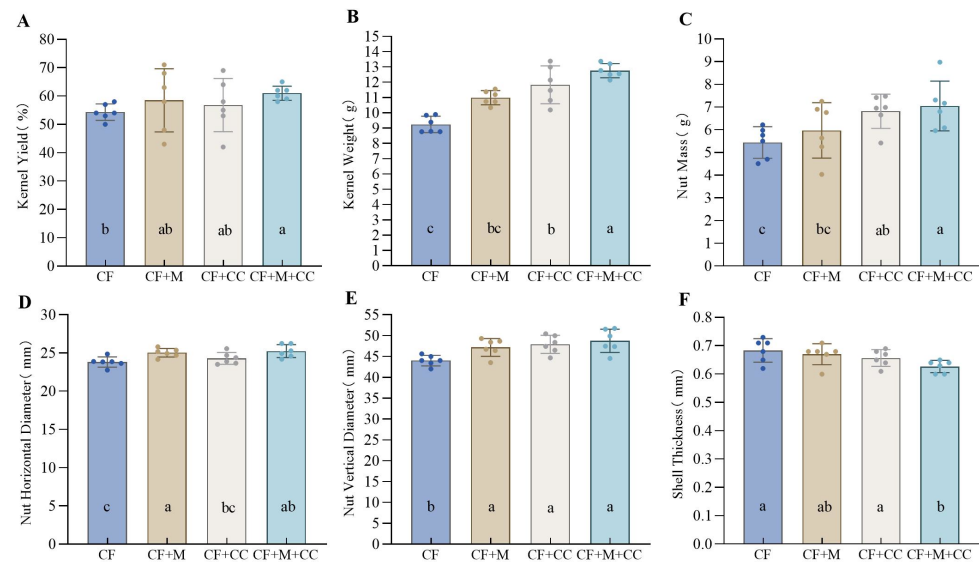 A
Kernel Yield( %)
80
70
60
50
40
30
20
10
0
b
ab
ab
a
CF
CF+M
CF+CC
CF+M+CC
B
Kernel Weight( g)
15
14
13
12
11
10
9
8
7
6
5
4
3
2
1
0
c
bc
b
a
CF
CF+M
CF+CC
CF+M+CC
C
Nut Mass( g)
10
9
8
7
6
5
4
3
2
1
0
c
bc
ab
a
CF
CF+M
CF+CC
CF+M+CC
D
Nut Horizontal Diameter( mm)
30
25
20
15
10
5
0
c
a
bc
ab
CF
CF+M
CF+CC
CF+M+CC
E
Nut Vertical Diameter( mm)
55
50
45
40
35
30
25
20
15
10
5
0
b
a
a
a
CF
CF+M
CF+CC
CF+M+CC
F
Shell Thickness( mm)
0.8
0.7
0.6
0.5
0.4
0.3
0.2
0.1
0.0
a
ab
a
b
CF
CF+M
CF+CC
CF+M+CC